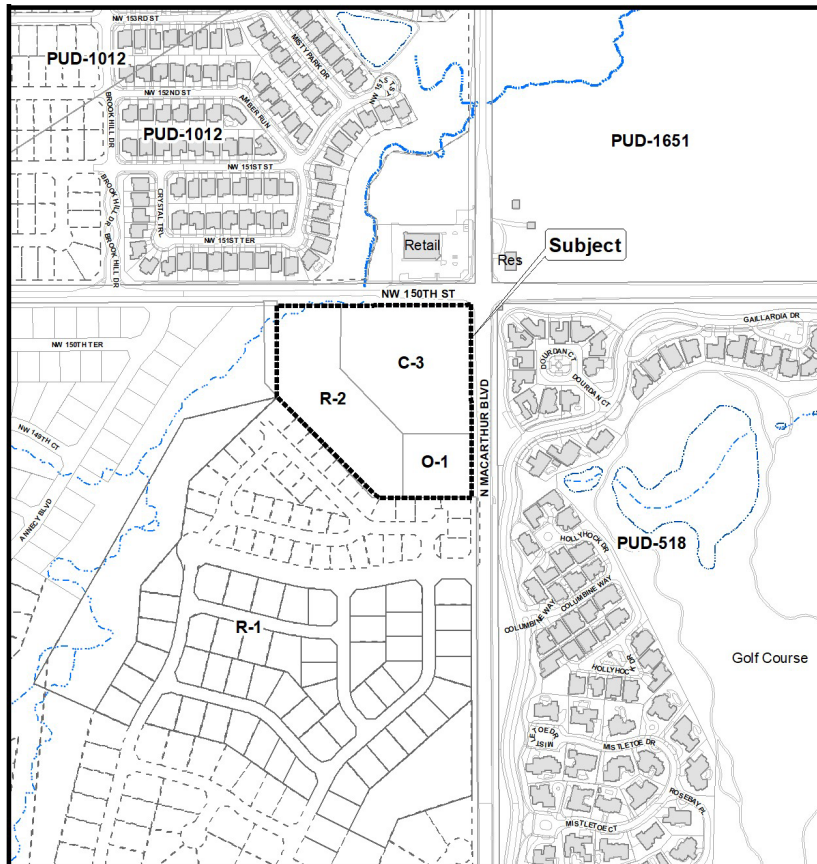 NW 153RD ST
PUD-1012
MISTY PARK DR
NW 152ND ST
AMBER RUN
BROOK HILL DR
PUD-1012
PUD-1651
NW 151ST ST
BROOK HILL DR
CRYSTAL TRL
NW 151ST TER
BROOK HILL DR
Retail
Res
Subject
NW 150TH ST
GAILLARDIA DR
NW 150TH TER
C-3
DOURDAN CT
DOURDAN CT
R-2
N MACARTHUR BLVD
NW 149TH CT
O-1
ANNECY BLVD
HOLLYHOCK DR
PUD-518
COLUMBINE WAY
COLUMBINE WAY
R-1
Golf Course
MISTLETOE DR
ROSEBAY PL
MISTLETOE CT